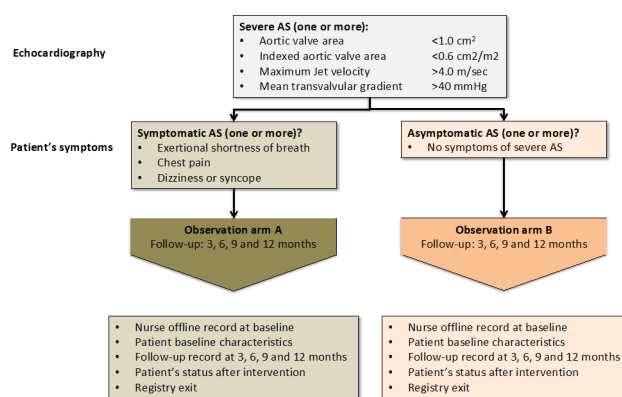 Echocardiography
Severe AS (one or more):
• Aortic valve area <1.0 cm²
• Indexed aortic valve area <0.6 cm2/m2
• Maximum Jet velocity >4.0 m/sec
• Mean transvalvular gradient >40 mmHg
Patient's symptoms
Symptomatic AS (one or more)?
• Exertional shortness of breath
• Chest pain
• Dizziness or syncope
Asymptomatic AS (one or more)?
• No symptoms of severe AS
Observation arm A
Follow-up: 3, 6, 9 and 12 months
Observation arm B
Follow-up: 3, 6, 9 and 12 months
• Nurse offline record at baseline
• Patient baseline characteristics
• Follow-up record at 3, 6, 9 and 12 months
• Patient's status after intervention
• Registry exit
• Nurse offline record at baseline
• Patient baseline characteristics
• Follow-up record at 3, 6, 9 and 12 months
• Patient's status after intervention
• Registry exit